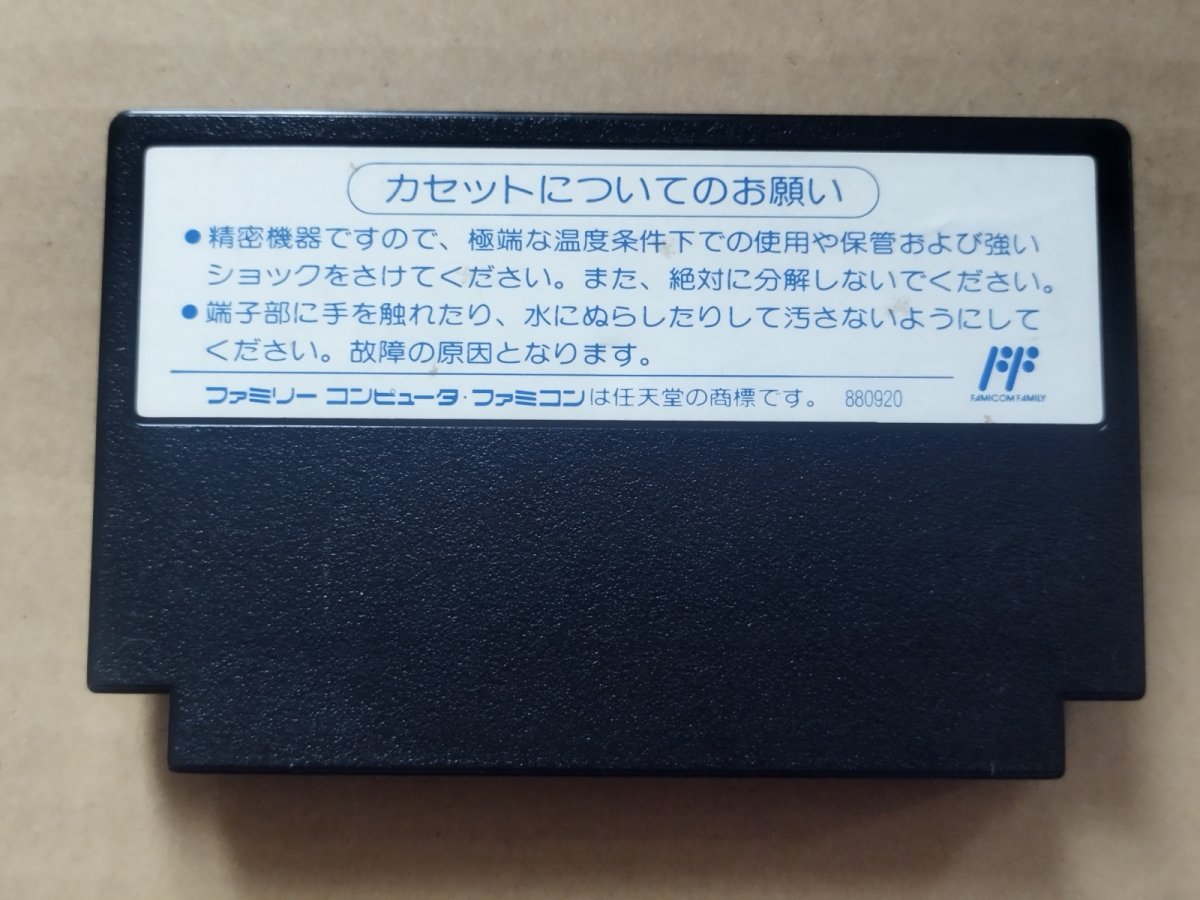 カセットについてのお願い
●精密機器ですので、極端な温度条件下での使用や保管および強い
ショックをさけてください。また、絶対に分解しないでください。
●端子部に手を触れたり、水にぬらしたりして汚さないようにして
ください。故障の原因となります。
ファミリーコンピュータ・ファミコンは任天堂の商標です。 880920
FAMICOM FAMILY